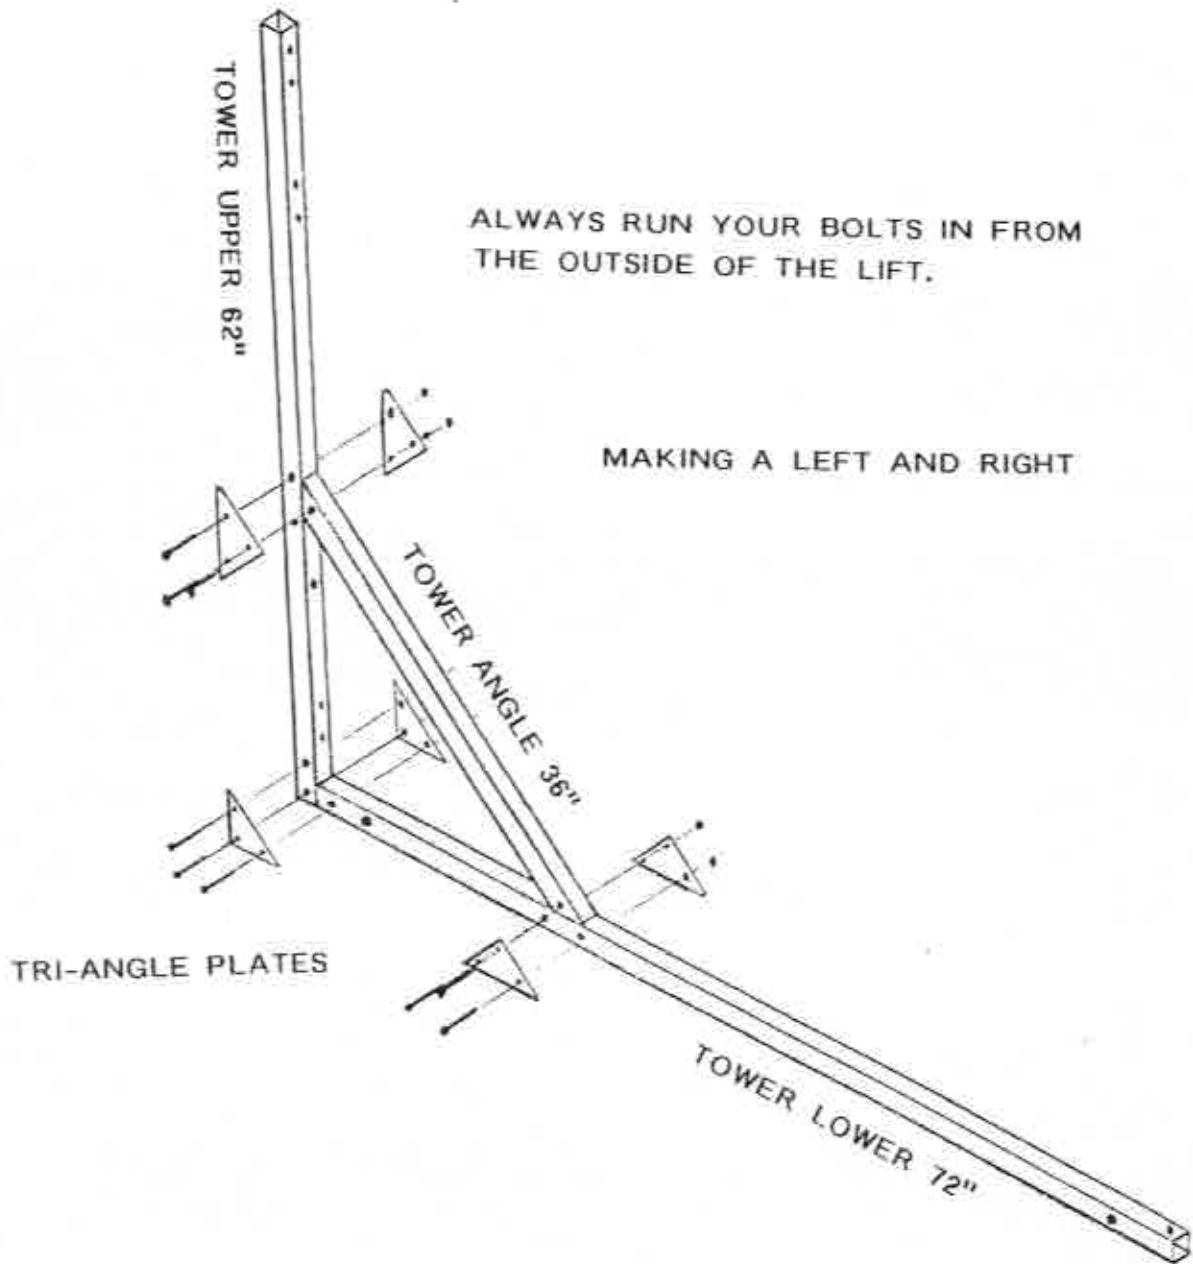 TOWER UPPER 62"
ALWAYS RUN YOUR BOLTS IN FROM
THE OUTSIDE OF THE LIFT.
MAKING A LEFT AND RIGHT
TOWER ANGLE 36"
TRI-ANGLE PLATES
TOWER LOWER 72"